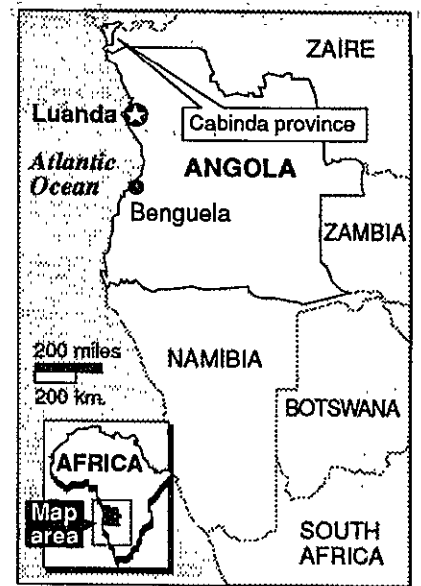 ZAIRE
Luanda
Cabinda province
Atlantic
Ocean
ANGOLA
Benguela
ZAMBIA
200 miles
200 km.
NAMIBIA
BOTSWANA
AFRICA
Map
area
SOUTH
AFRICA